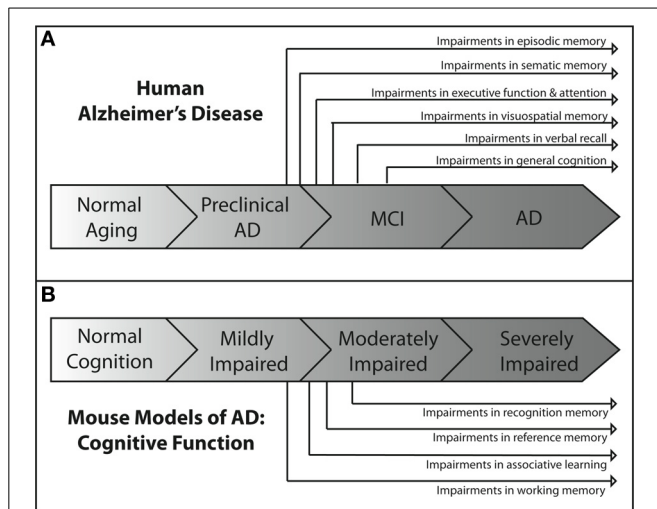 A
Human
Alzheimer's Disease
Impairments in episodic memory
Impairments in sematic memory
Impairments in executive function & attention
Impairments in visuospatial memory
Impairments in verbal recall
Impairments in general cognition
Normal
Aging
Preclinical
AD
MCI
AD
B
Normal
Cognition
Mildly
Impaired
Moderately
Impaired
Severely
Impaired
Mouse Models of AD:
Cognitive Function
Impairments in recognition memory
Impairments in reference memory
Impairments in associative learning
Impairments in working memory